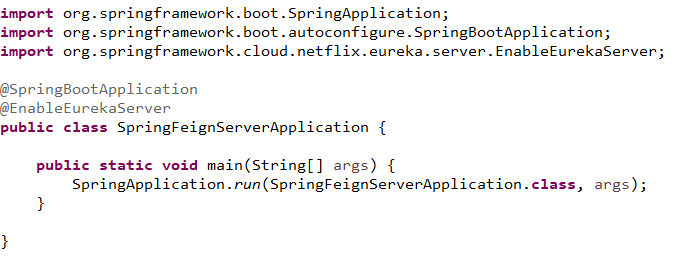 import org.springframework.boot.SpringApplication;
import org.springframework.boot.autoconfigure.SpringBootApplication;
import org.springframework.cloud.netflix.eureka.server.EnableEurekaServer;

@SpringBootApplication
@EnableEurekaServer
public class SpringFeignServerApplication {

    public static void main(String[] args) {
        SpringApplication.run(SpringFeignServerApplication.class, args);
    }

}